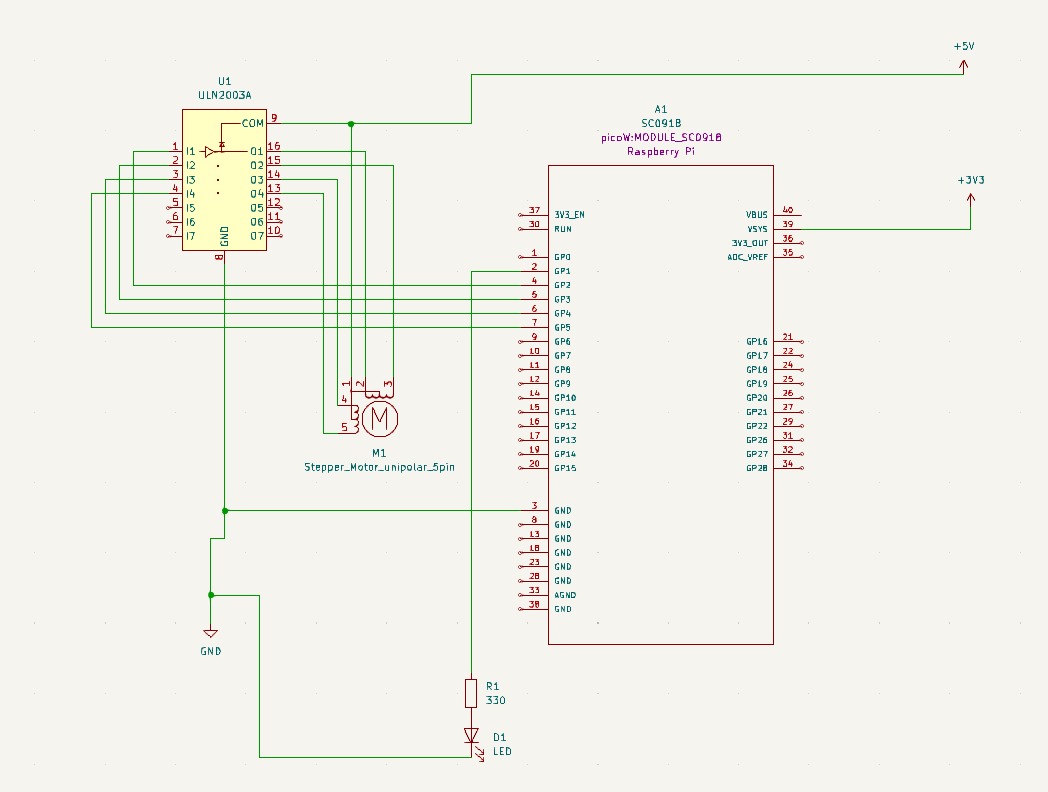 +5V
U1
ULN2003A
COM 9
1 I1 O1 16
2 I2 O2 15
3 I3 O3 14
4 I4 O4 13
5 I5 O5 12
6 I6 O6 11
7 I7 O7 10
GND
8
A1
SC0918
picoW:MODULE_SC0918
Raspberry Pi
+3V3
37 3V3_EN VBUS 40
30 RUN VSYS 39
3V3_OUT 36
1 GP0 ADC_VREF 35
2 GP1
4 GP2
5 GP3
6 GP4
7 GP5
9 GP6 GP16 21
10 GP7 GP17 22
11 GP8 GP18 24
12 GP9 GP19 25
14 GP10 GP20 26
15 GP11 GP21 27
16 GP12 GP22 29
17 GP13 GP26 31
19 GP14 GP27 32
20 GP15 GP28 34
3 GND
8 GND
13 GND
18 GND
23 GND
28 GND
33 AGND
38 GND
1 2 3
4
5
M
M1
Stepper_Motor_unipolar_5pin
GND
R1
330
D1
LED